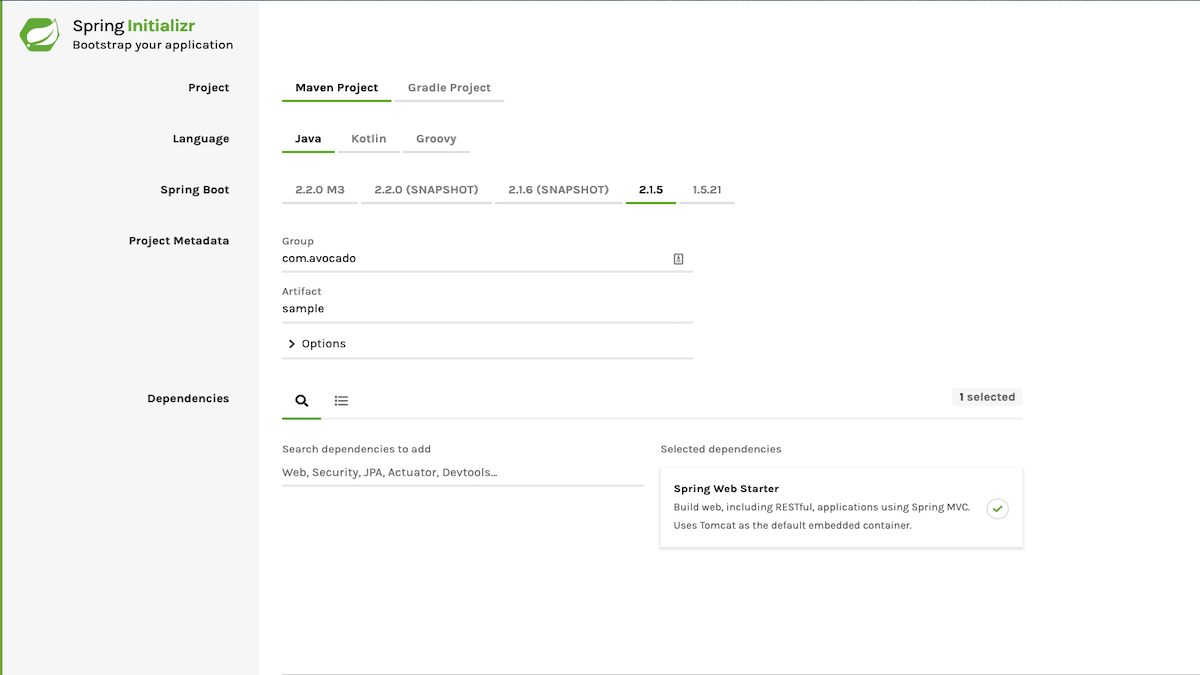 Spring Initializr
Bootstrap your application
Project
Maven Project Gradle Project
Language
Java Kotlin Groovy
Spring Boot
2.2.0 M3 2.2.0 (SNAPSHOT) 2.1.6 (SNAPSHOT) 2.1.5 1.5.21
Project Metadata
Group
com.avocado
Artifact
sample
Options
Dependencies
1 selected
Search dependencies to add
Web, Security, JPA, Actuator, Devtools...
Selected dependencies
Spring Web Starter
Build web, including RESTful, applications using Spring MVC.
Uses Tomcat as the default embedded container.